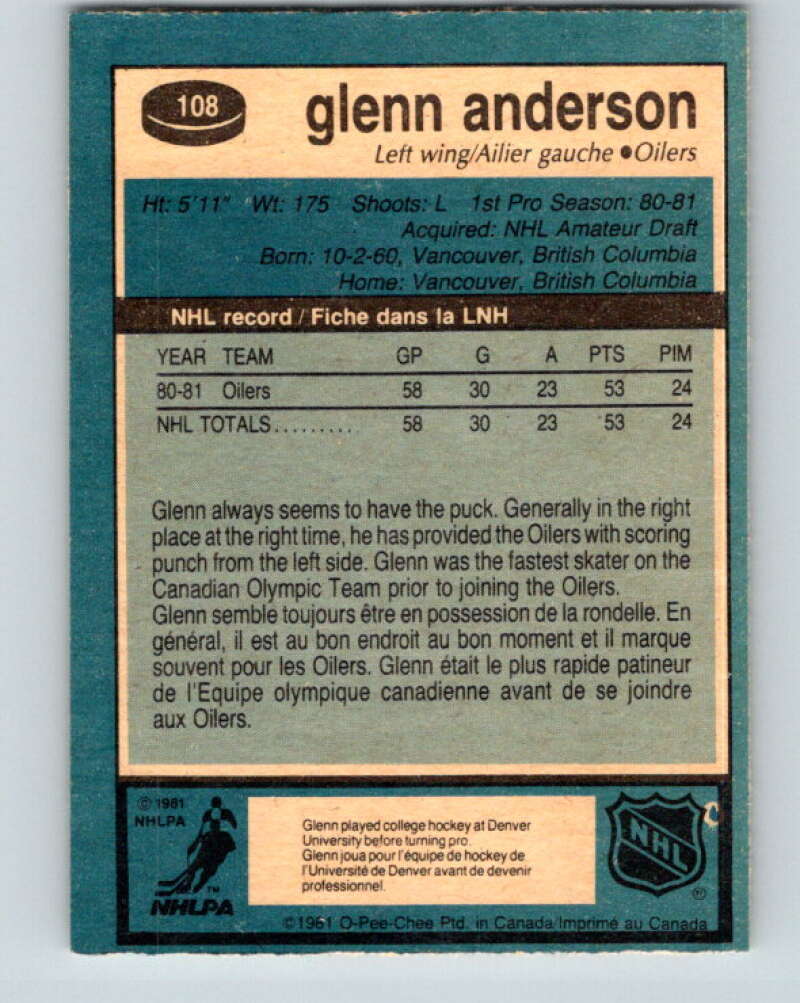 108
glenn anderson
Left wing/Ailier gauche ●Oilers
Ht: 5'11" Wt: 175 Shoots: L 1st Pro Season: 80-81
Acquired: NHL Amateur Draft
Born: 10-2-60, Vancouver, British Columbia
Home: Vancouver, British Columbia
NHL record / Fiche dans la LNH
YEAR TEAM GP G A PTS PIM
80-81 Oilers 58 30 23 53 24
NHL TOTALS.......... 58 30 23 53 24
Glenn always seems to have the puck. Generally in the right
place at the right time, he has provided the Oilers with scoring
punch from the left side. Glenn was the fastest skater on the
Canadian Olympic Team prior to joining the Oilers.
Glenn semble toujours être en possession de la rondelle. En
général, il est au bon endroit au bon moment et il marque
souvent pour les Oilers. Glenn était le plus rapide patineur
de l'Equipe olympique canadienne avant de se joindre
aux Oilers.
© 1981
NHLPA
TM
NHLPA
Glenn played college hockey at Denver
University before turning pro.
Glenn joua pour l'équipe de hockey de
l'Université de Denver avant de devenir
professionnel.
NHL
©1981 O-Pee-Chee Ptd. in Canada/Imprimé au Canada